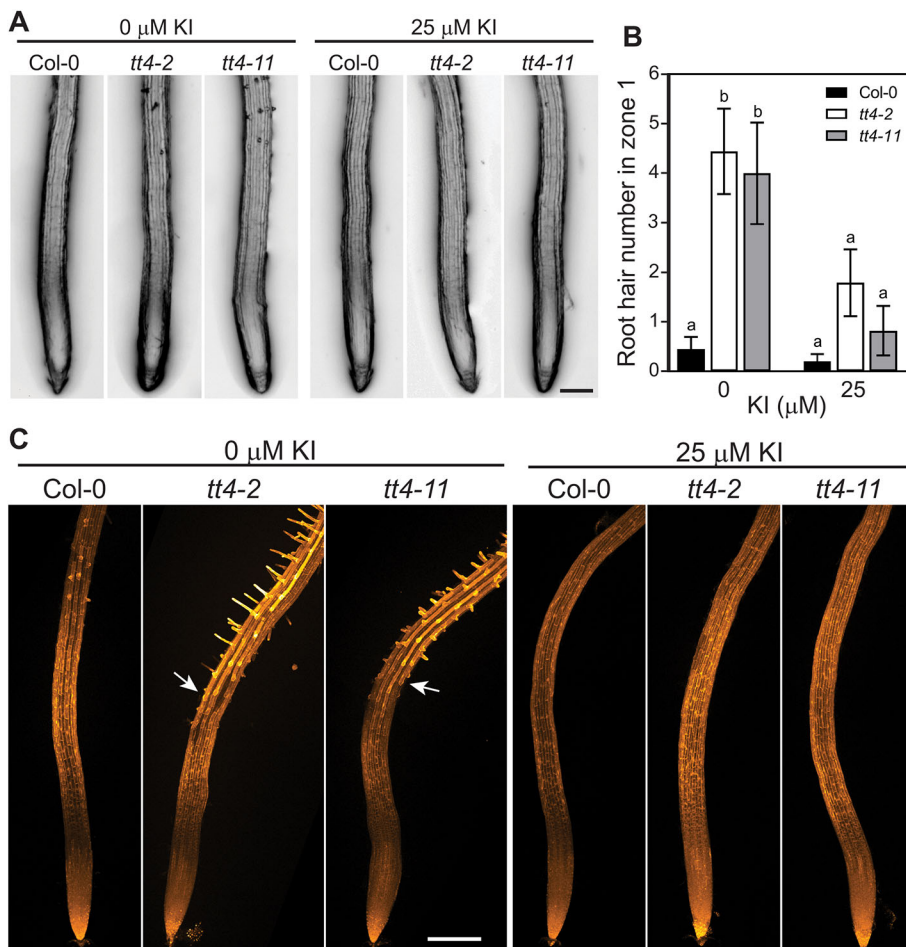 A
0 μM KI
25 μM KI
Col-0 tt4-2 tt4-11 Col-0 tt4-2 tt4-11
B
Root hair number in zone 1
6
5
4
3
2
1
0
Col-0
tt4-2
tt4-11
a b b a a a
0 25
KI (μM)
C
0 μM KI
25 μM KI
Col-0 tt4-2 tt4-11 Col-0 tt4-2 tt4-11